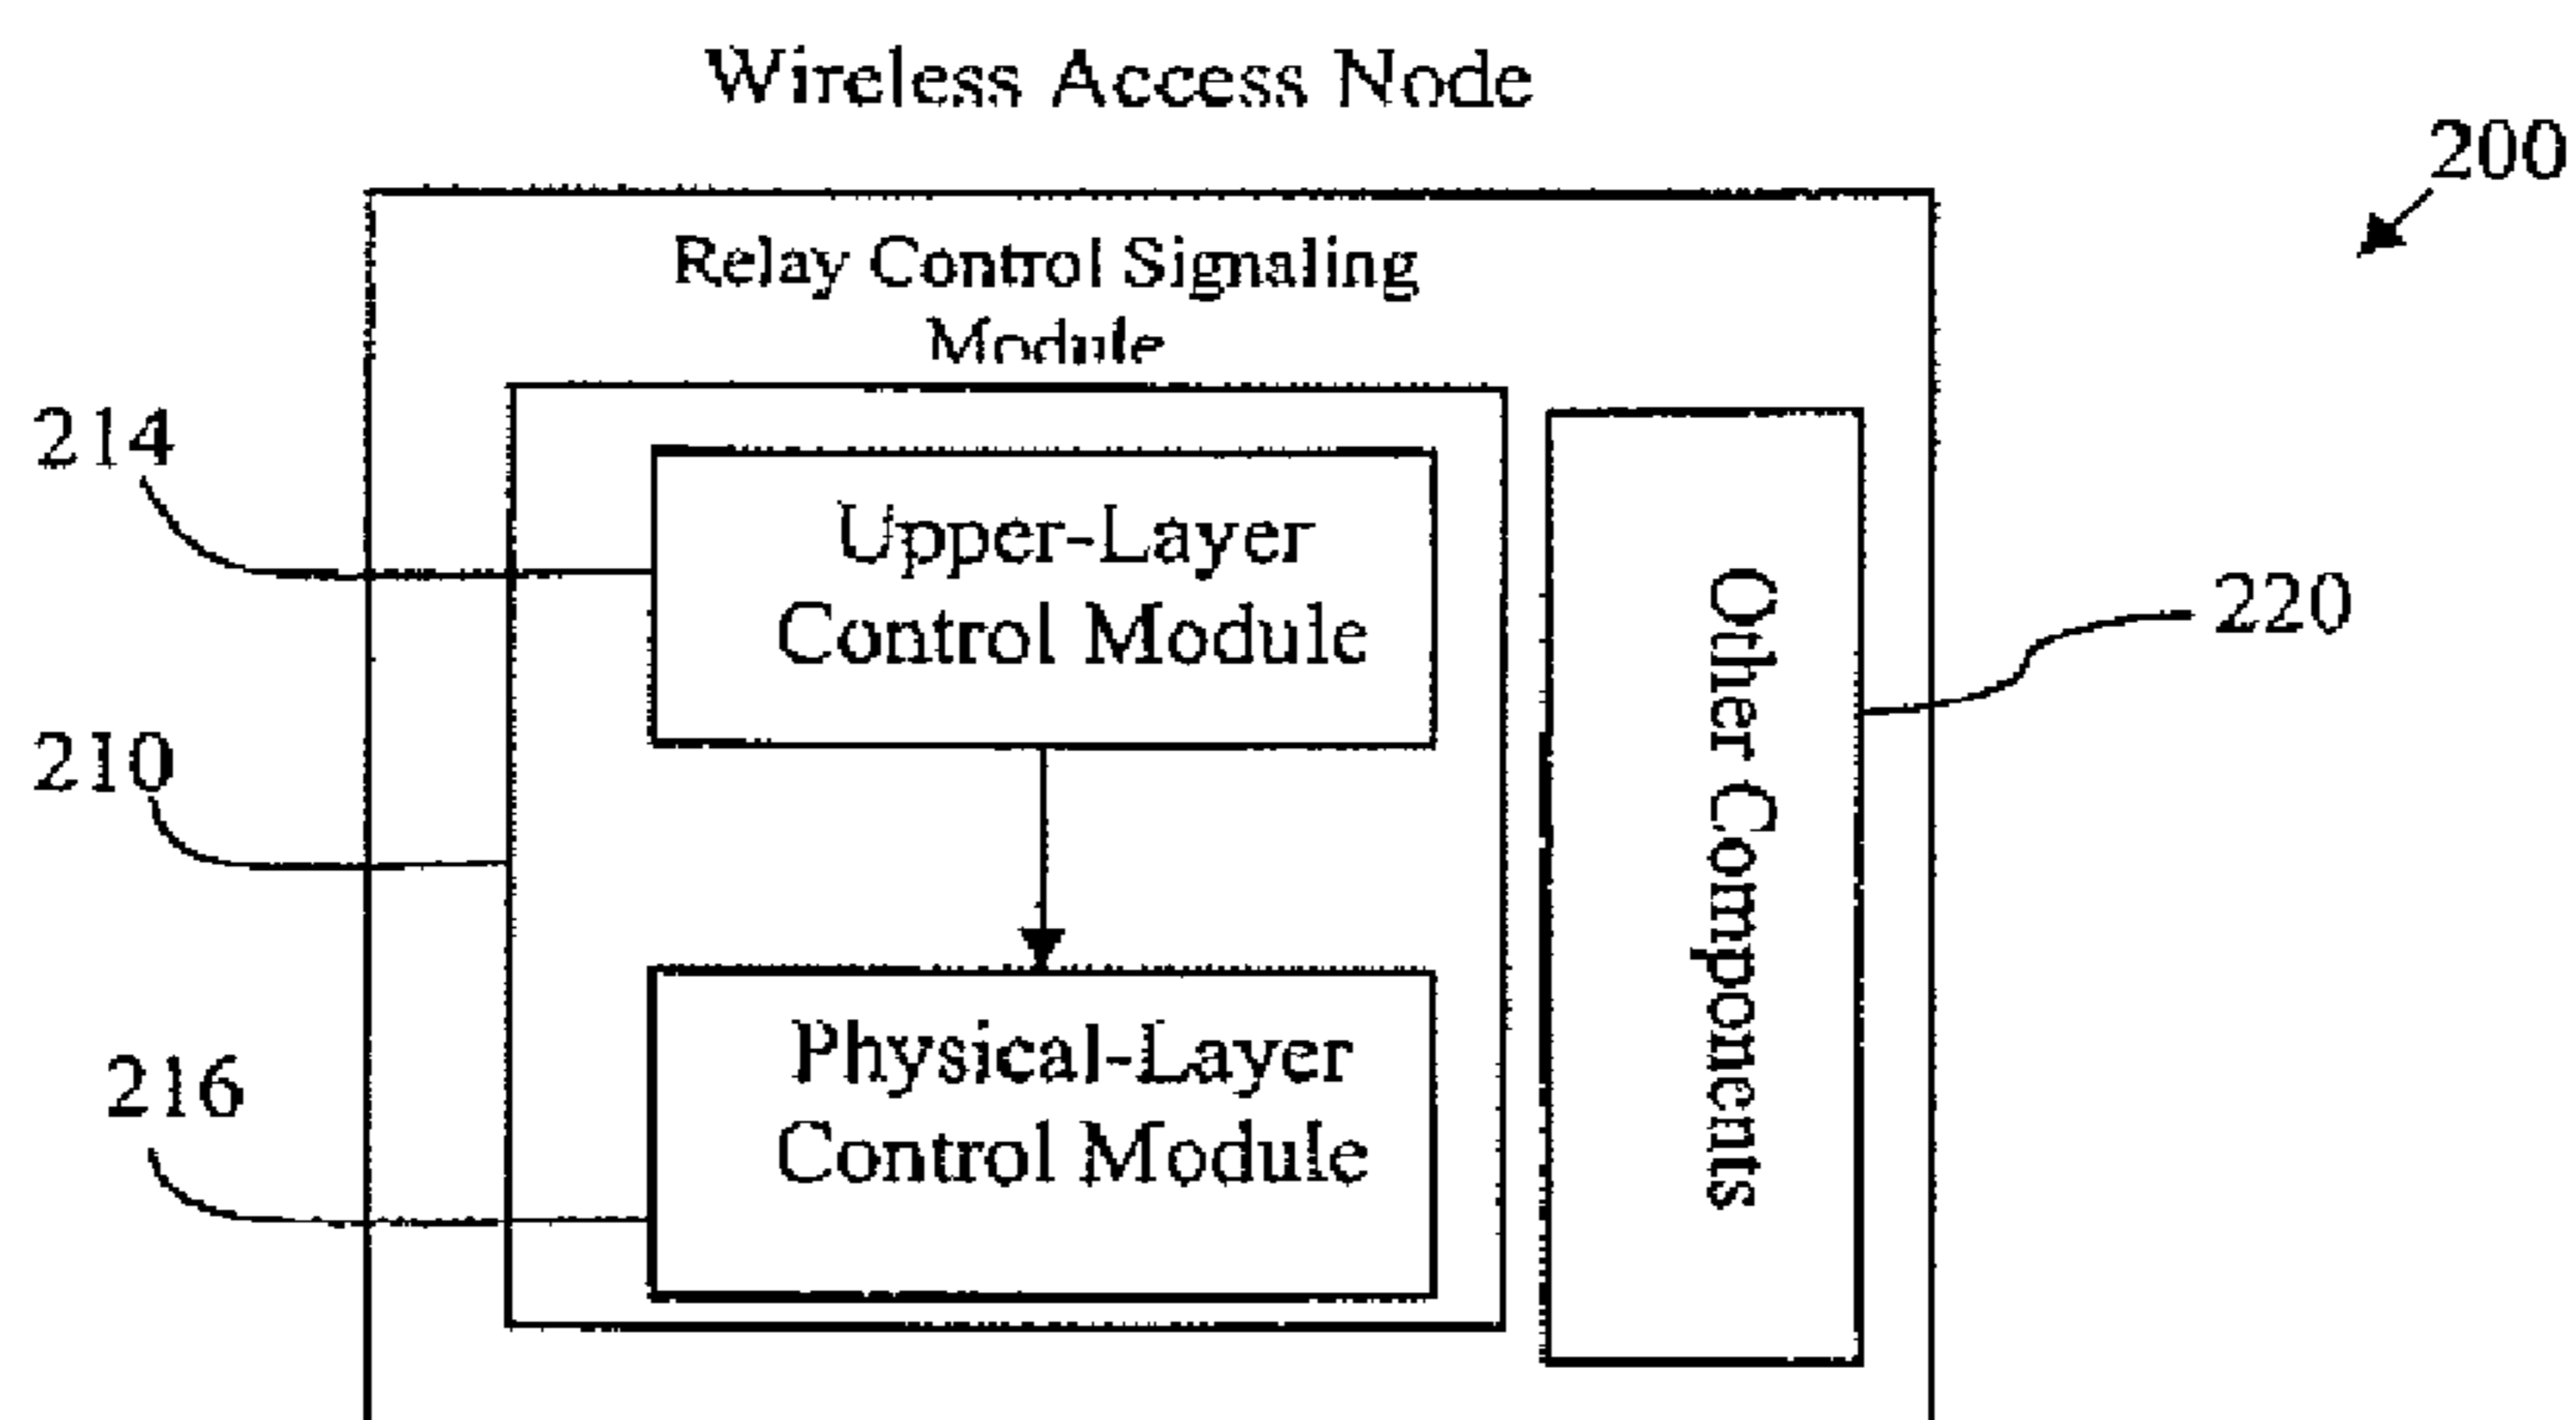 Wireless Access Node
200
Relay Control Signaling
Module
214
Upper-Layer
Control Module
220
Other Components
210
216
Physical-Layer
Control Module